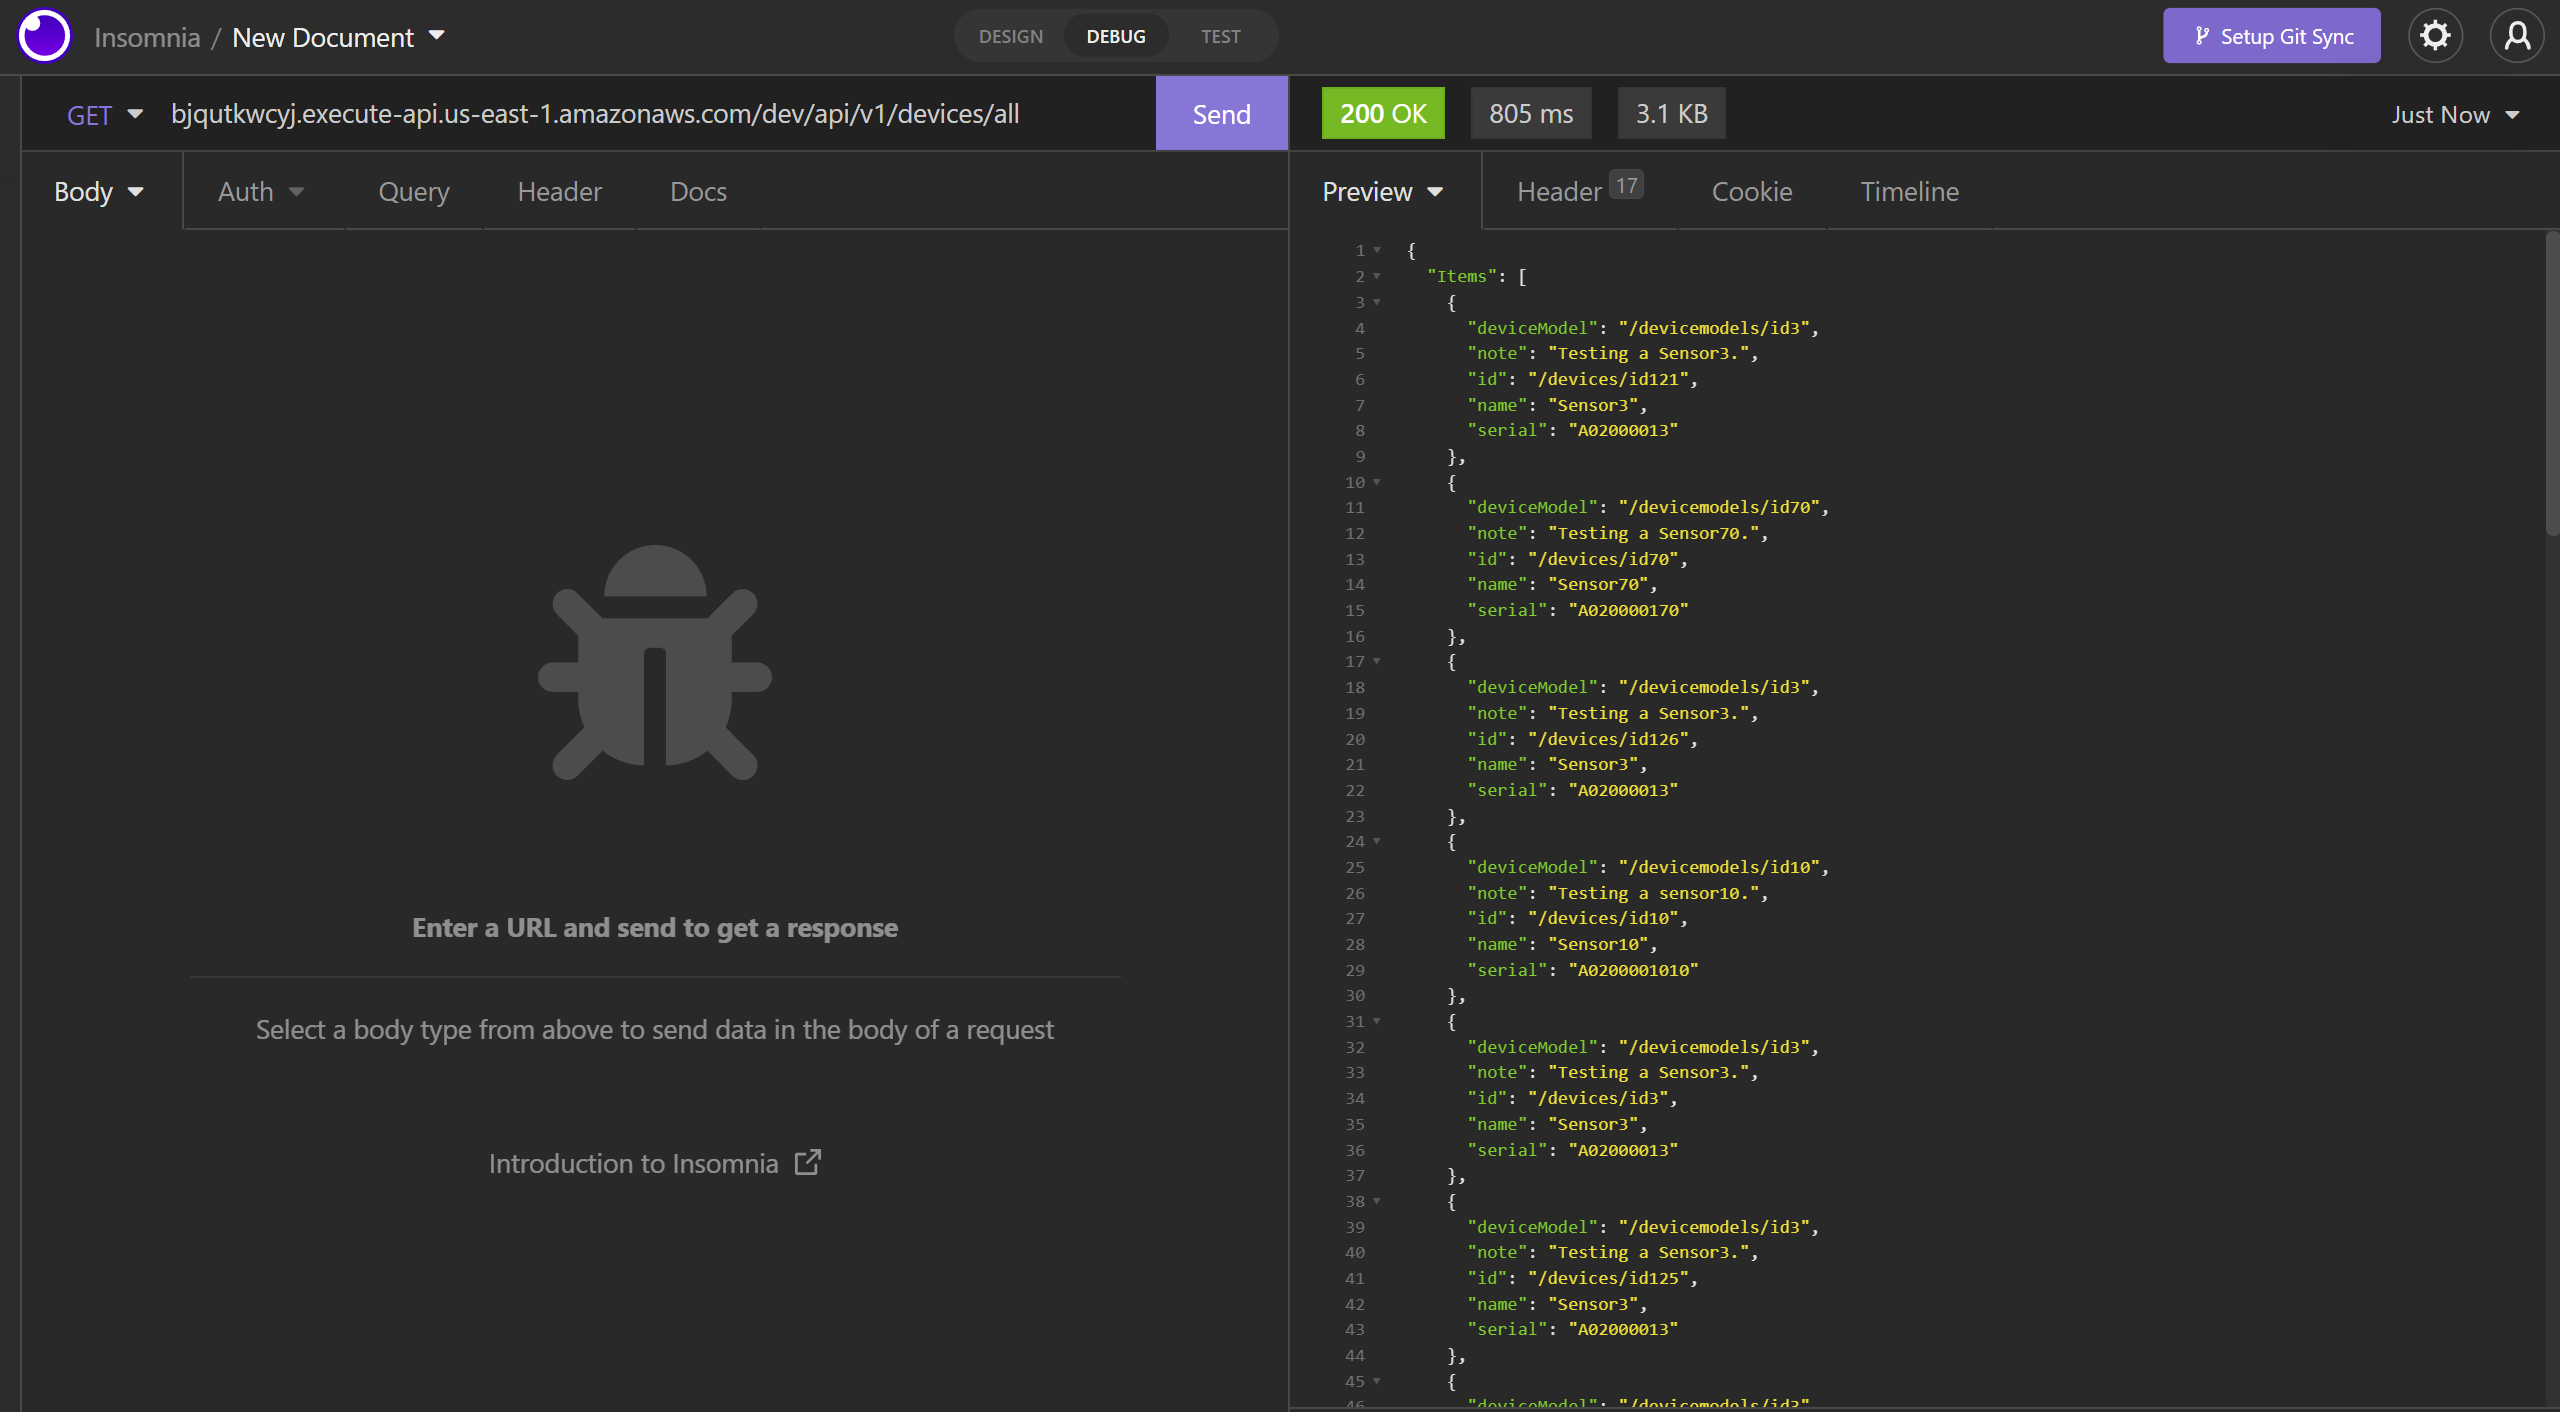 Insomnia / New Document
DESIGN DEBUG TEST
Setup Git Sync
GET bjqutkwcyj.execute-api.us-east-1.amazonaws.com/dev/api/v1/devices/all Send
200 OK 805 ms 3.1 KB Just Now
Body Auth Query Header Docs
Enter a URL and send to get a response
Select a body type from above to send data in the body of a request
Introduction to Insomnia
Preview Header 17 Cookie Timeline
1 {
2 "Items": [
3 {
4 "deviceModel": "/devicemodels/id3",
5 "note": "Testing a Sensor3.",
6 "id": "/devices/id121",
7 "name": "Sensor3",
8 "serial": "A02000013"
9 },
10 {
11 "deviceModel": "/devicemodels/id70",
12 "note": "Testing a Sensor70.",
13 "id": "/devices/id70",
14 "name": "Sensor70",
15 "serial": "A020000170"
16 },
17 {
18 "deviceModel": "/devicemodels/id3",
19 "note": "Testing a Sensor3.",
20 "id": "/devices/id126",
21 "name": "Sensor3",
22 "serial": "A02000013"
23 },
24 {
25 "deviceModel": "/devicemodels/id10",
26 "note": "Testing a sensor10.",
27 "id": "/devices/id10",
28 "name": "Sensor10",
29 "serial": "A0200001010"
30 },
31 {
32 "deviceModel": "/devicemodels/id3",
33 "note": "Testing a Sensor3.",
34 "id": "/devices/id3",
35 "name": "Sensor3",
36 "serial": "A02000013"
37 },
38 {
39 "deviceModel": "/devicemodels/id3",
40 "note": "Testing a Sensor3.",
41 "id": "/devices/id125",
42 "name": "Sensor3",
43 "serial": "A02000013"
44 },
45 {
46 "deviceModel": "/devicemodels/id3"